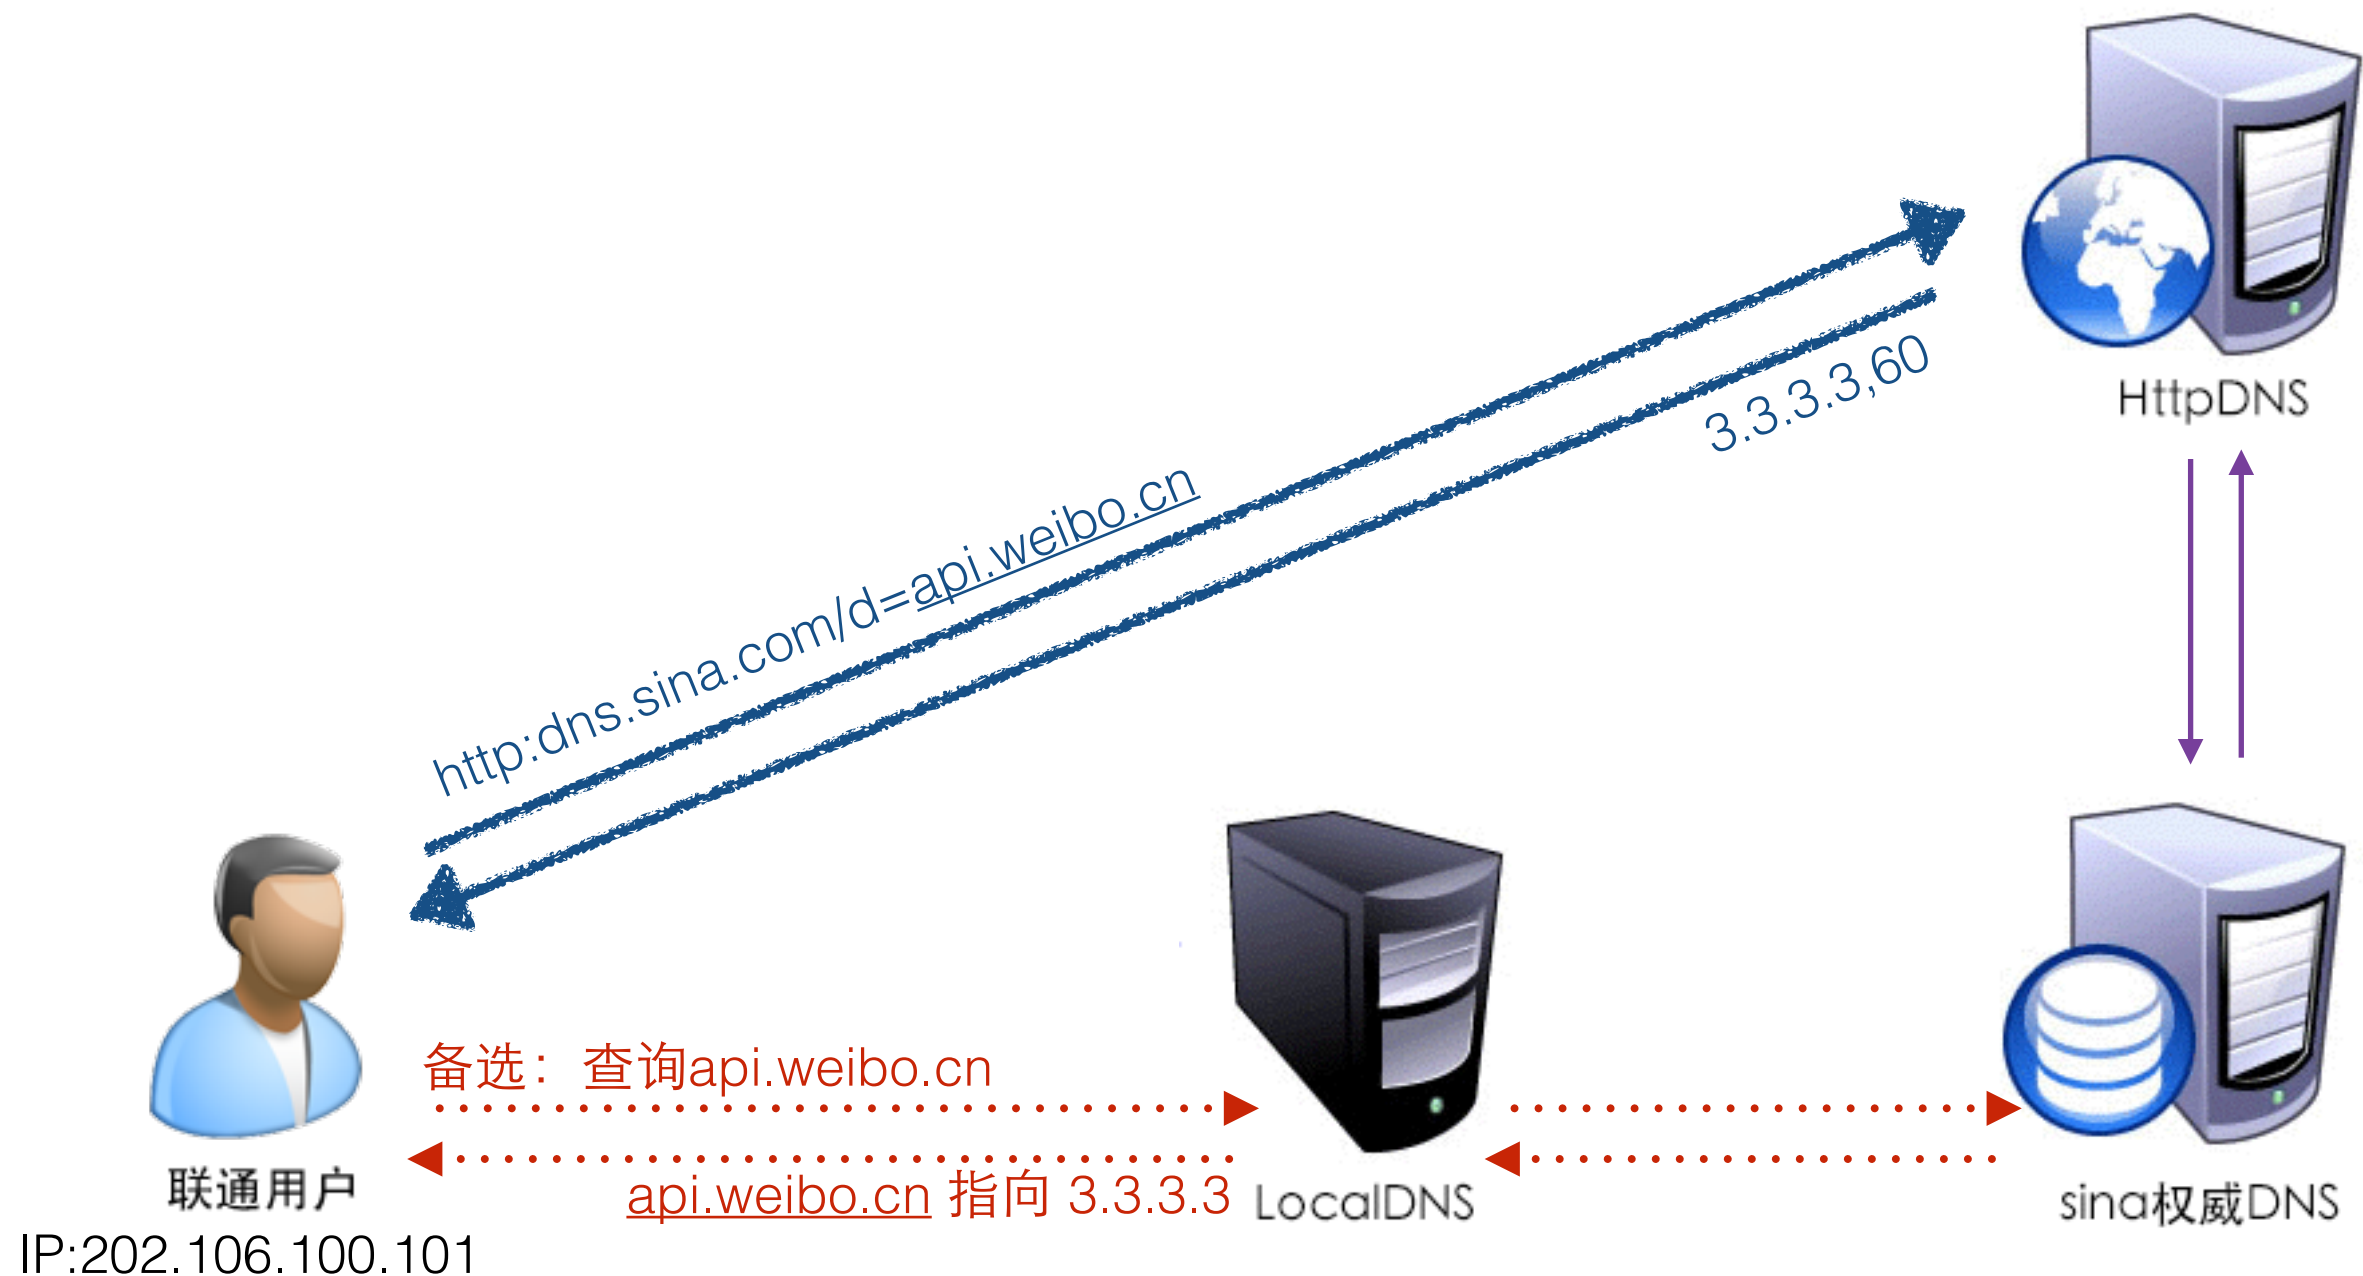 HttpDNS
3.3.3.3,60
http:dns.sina.com/d=api.weibo.cn
备选：查询api.weibo.cn
api.weibo.cn 指向 3.3.3.3
联通用户
IP:202.106.100.101
LocalDNS
sina权威DNS